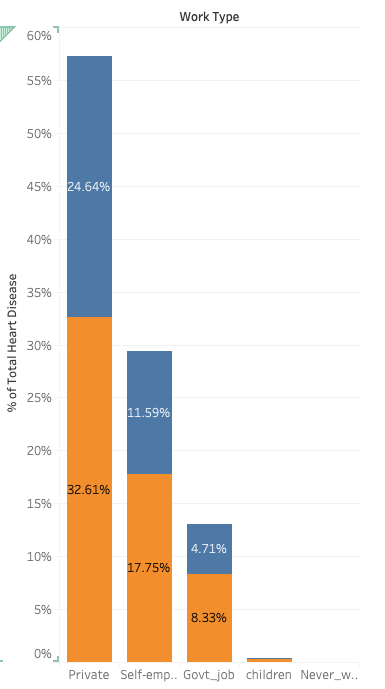 Work Type
60%
55%
50%
45%
40%
35%
30%
25%
20%
15%
10%
5%
0%
% of Total Heart Disease
24.64%
32.61%
11.59%
17.75%
4.71%
8.33%
Private
Self-emp..
Govt_job
children
Never_w..